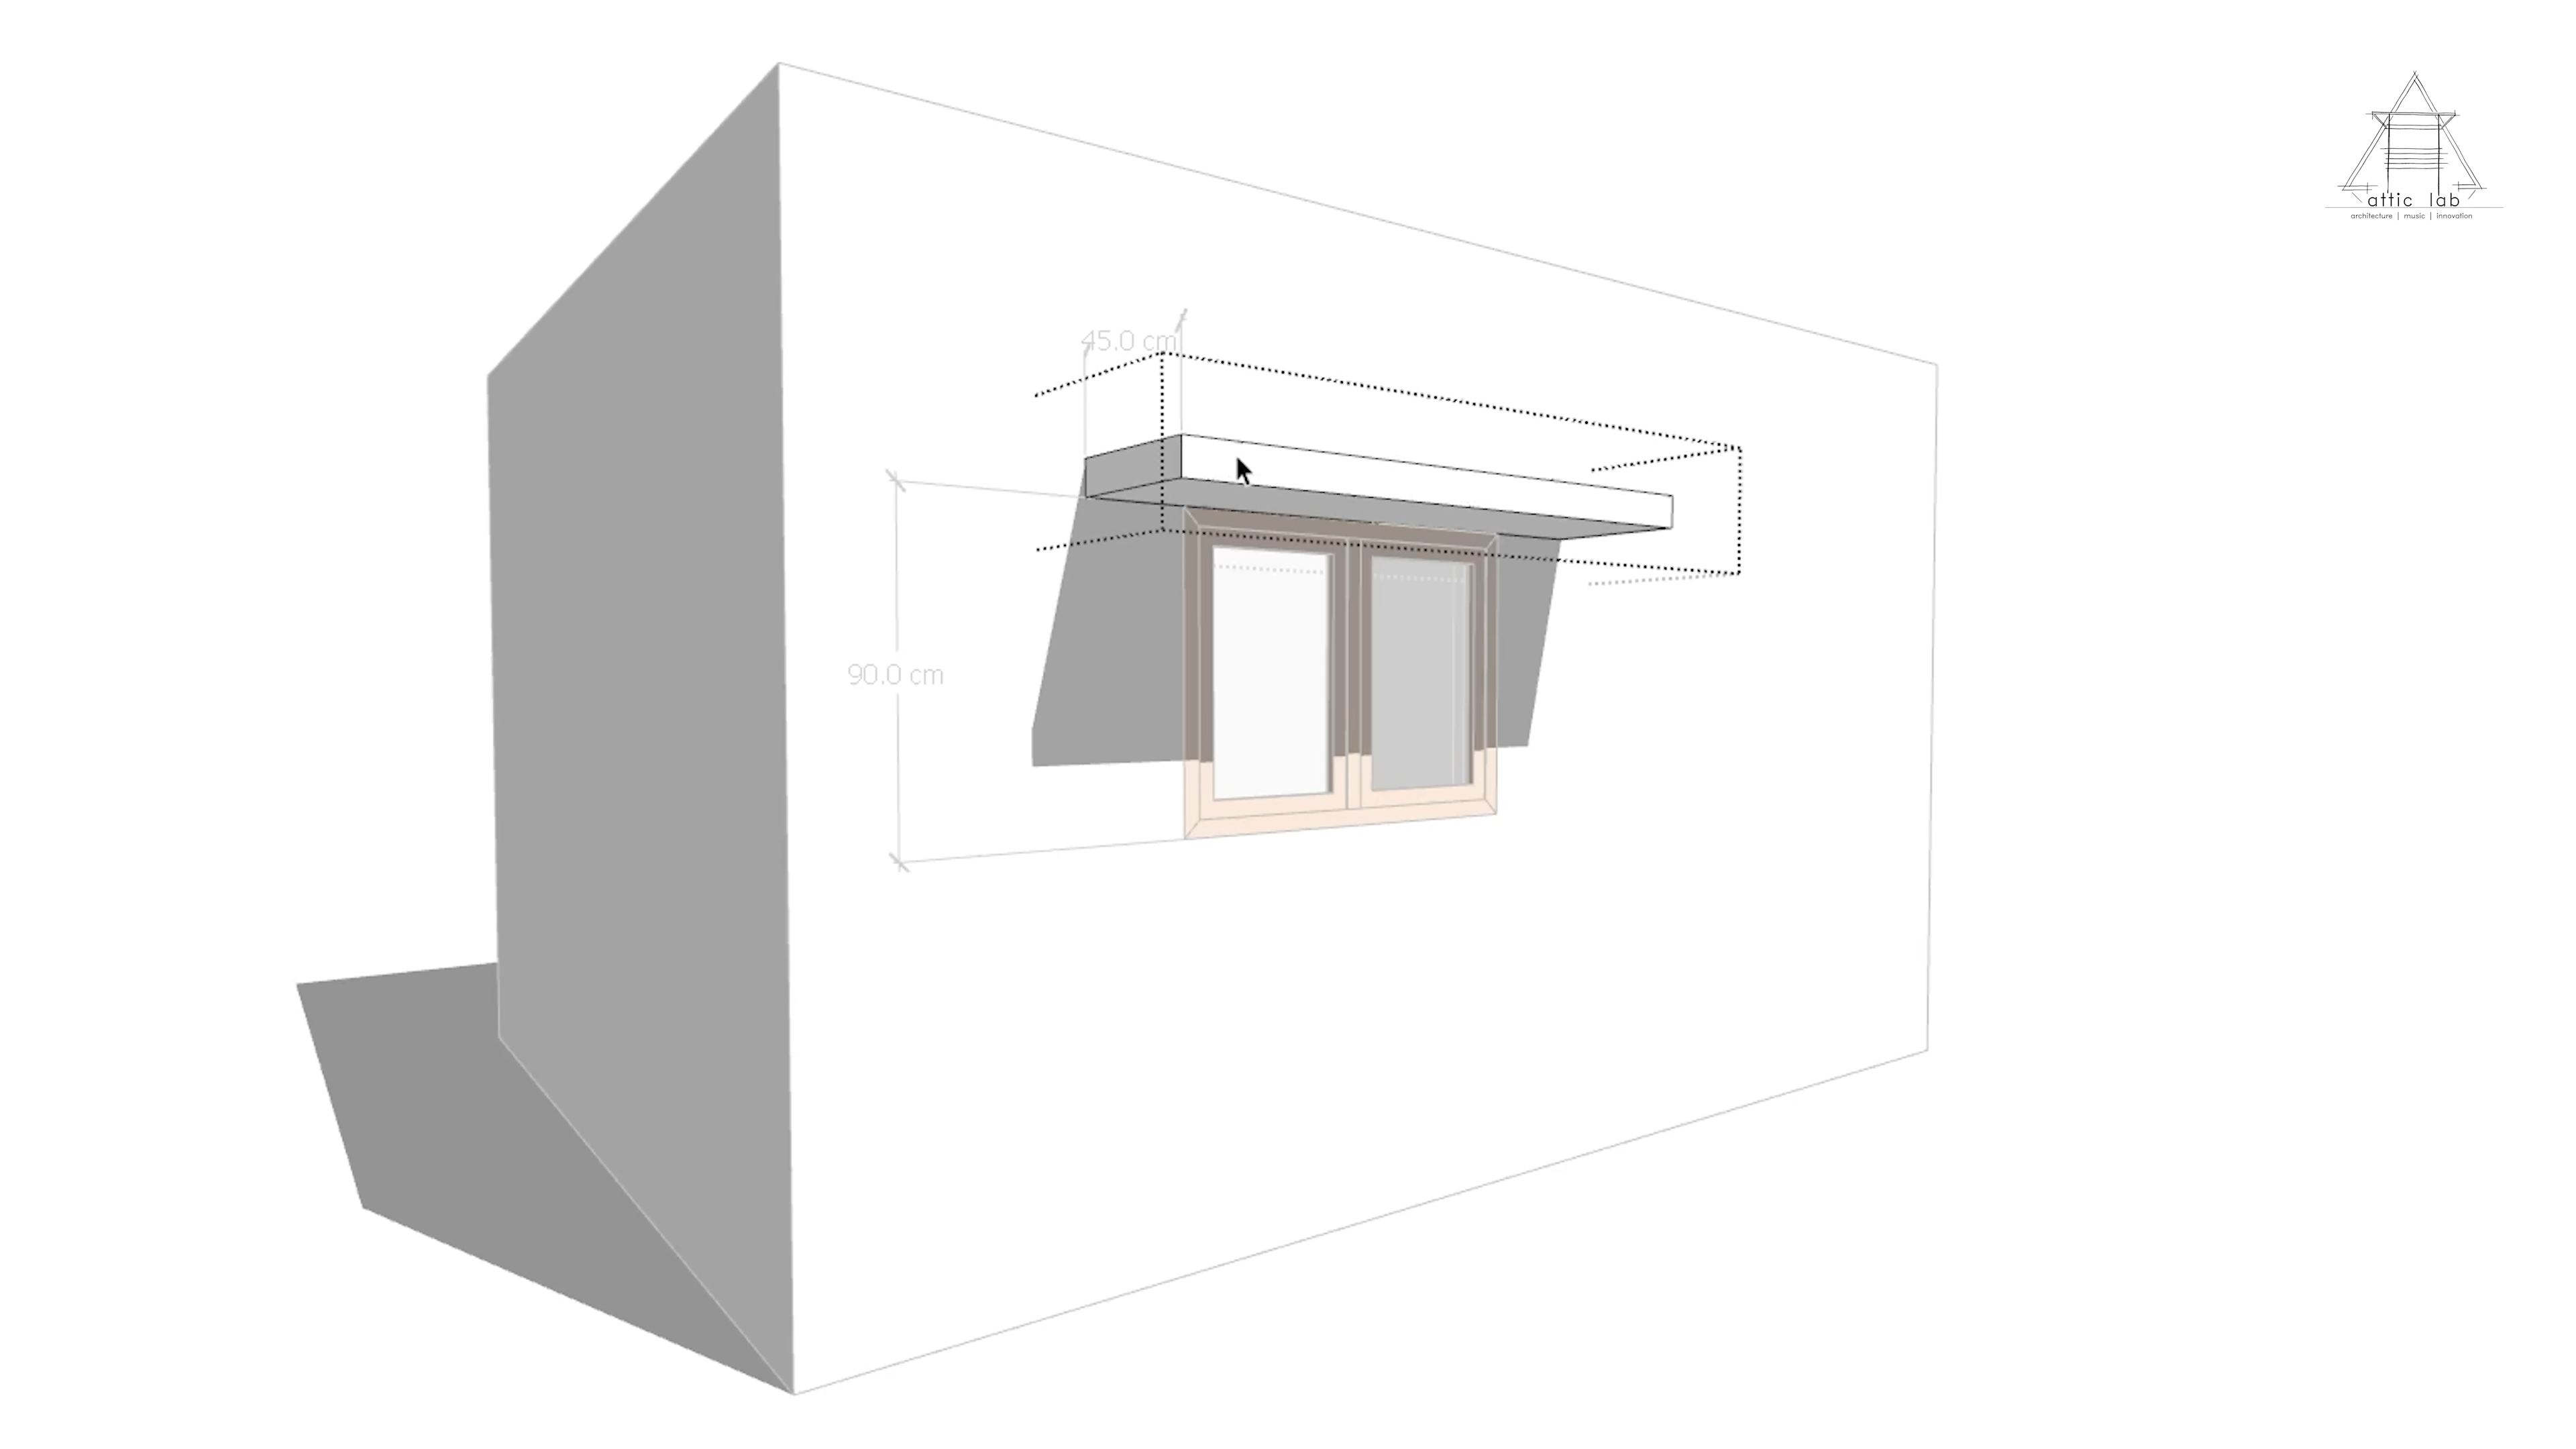 attic lab
architecture | music | innovation
45.0 cm
90.0 cm